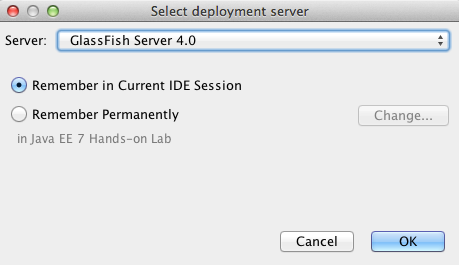 Select deployment server
Server: GlassFish Server 4.0
Remember in Current IDE Session
Remember Permanently Change...
in Java EE 7 Hands-on Lab
Cancel OK